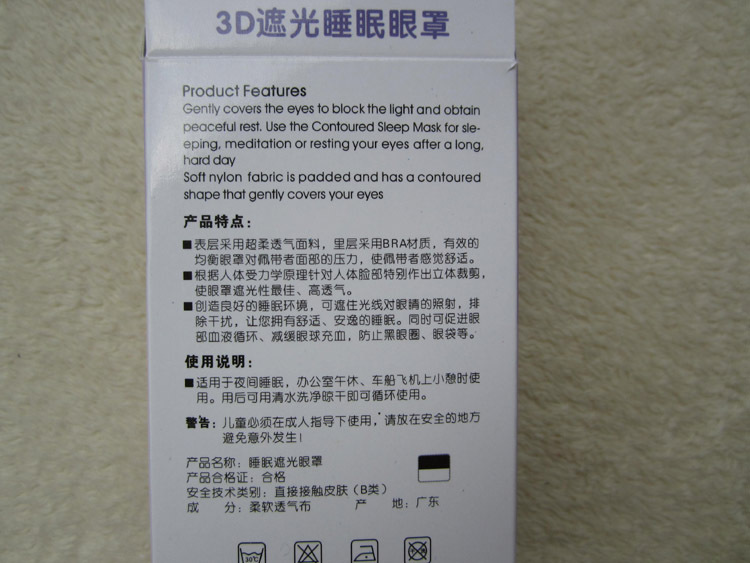 3D遮光睡眠眼罩
Product Features
Gently covers the eyes to block the light and obtain
peaceful rest. Use the Contoured Sleep Mask for sle-
eping, meditation or resting your eyes after a long,
hard day
Soft nylon fabric is padded and has a contoured
shape that gently covers your eyes
产品特点：
■表层采用超柔透气面料，里层采用BRA材质，有效的
均衡眼罩对佩带者面部的压力，使佩带者感觉舒适。
■根据人体受力学原理针对人体脸部特别作出立体裁剪，
使眼罩遮光性最佳、高透气。
■创造良好的睡眠环境，可遮住光线对眼睛的照射，排
除干扰，让您拥有舒适、安逸的睡眠。同时可促进眼
部血液循环、减缓眼球充血，防止黑眼圈、眼袋等。
使用说明：
■适用于夜间睡眠，办公室午休、车船飞机上小憩时使
用。用后可用清水洗净晾干即可循环使用。
警告：儿童必须在成人指导下使用，请放在安全的地方
避免意外发生！
产品名称：睡眠遮光眼罩
产品合格证：合格
安全技术类别：直接接触皮肤（B类）
成 分：柔软透气布 产 地：广东
30℃